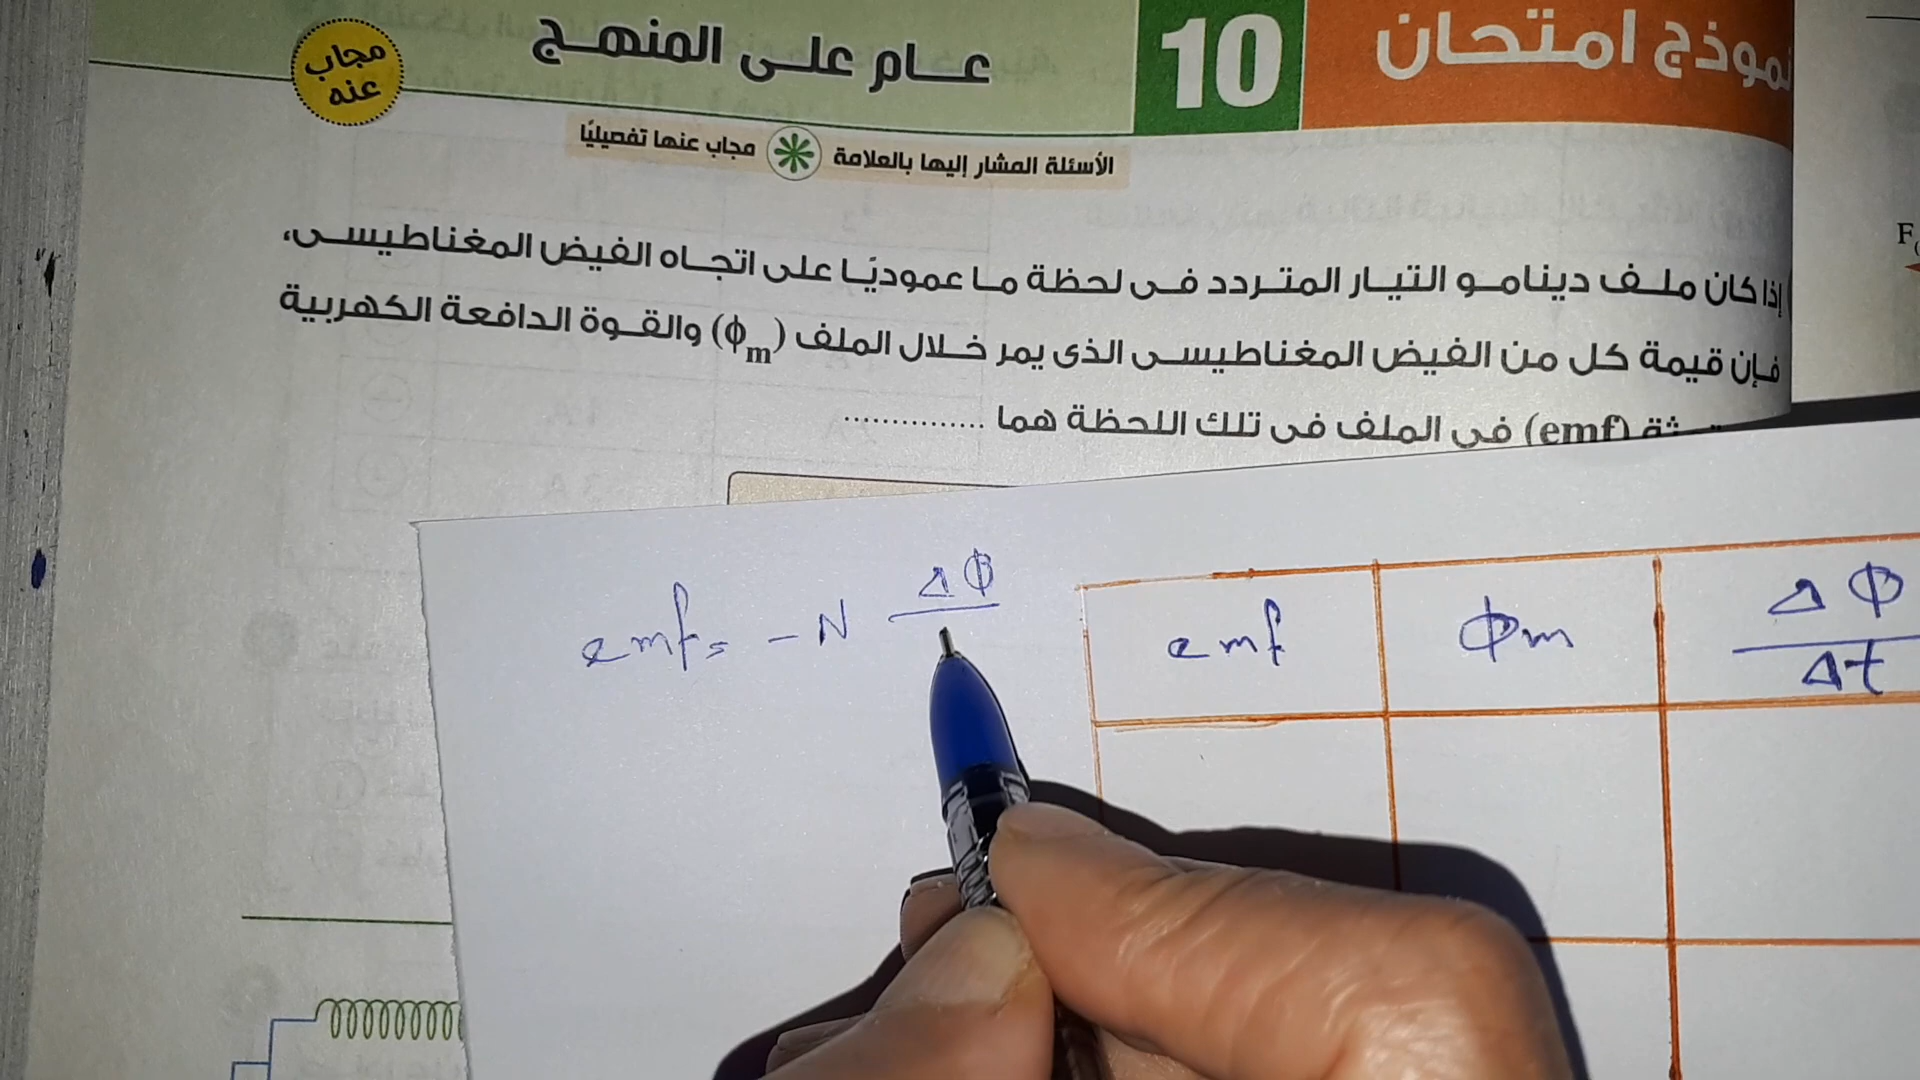 نموذج امتحان 10 عام على المنهج
مجاب عنه
الأسئلة المشار إليها بالعلامة مجاب عنها تفصيليًا
إذا كان ملف دينامو التيار المتردد فى لحظة ما عموديًا على اتجاه الفيض المغناطيسى،
فإن قيمة كل من الفيض المغناطيسى الذى يمر خلال الملف (ϕm) والقوة الدافعة الكهربية
(emf) فى الملف فى تلك اللحظة هما ...............
emf = - N ΔΦ
emf Φm ΔΦ/Δt